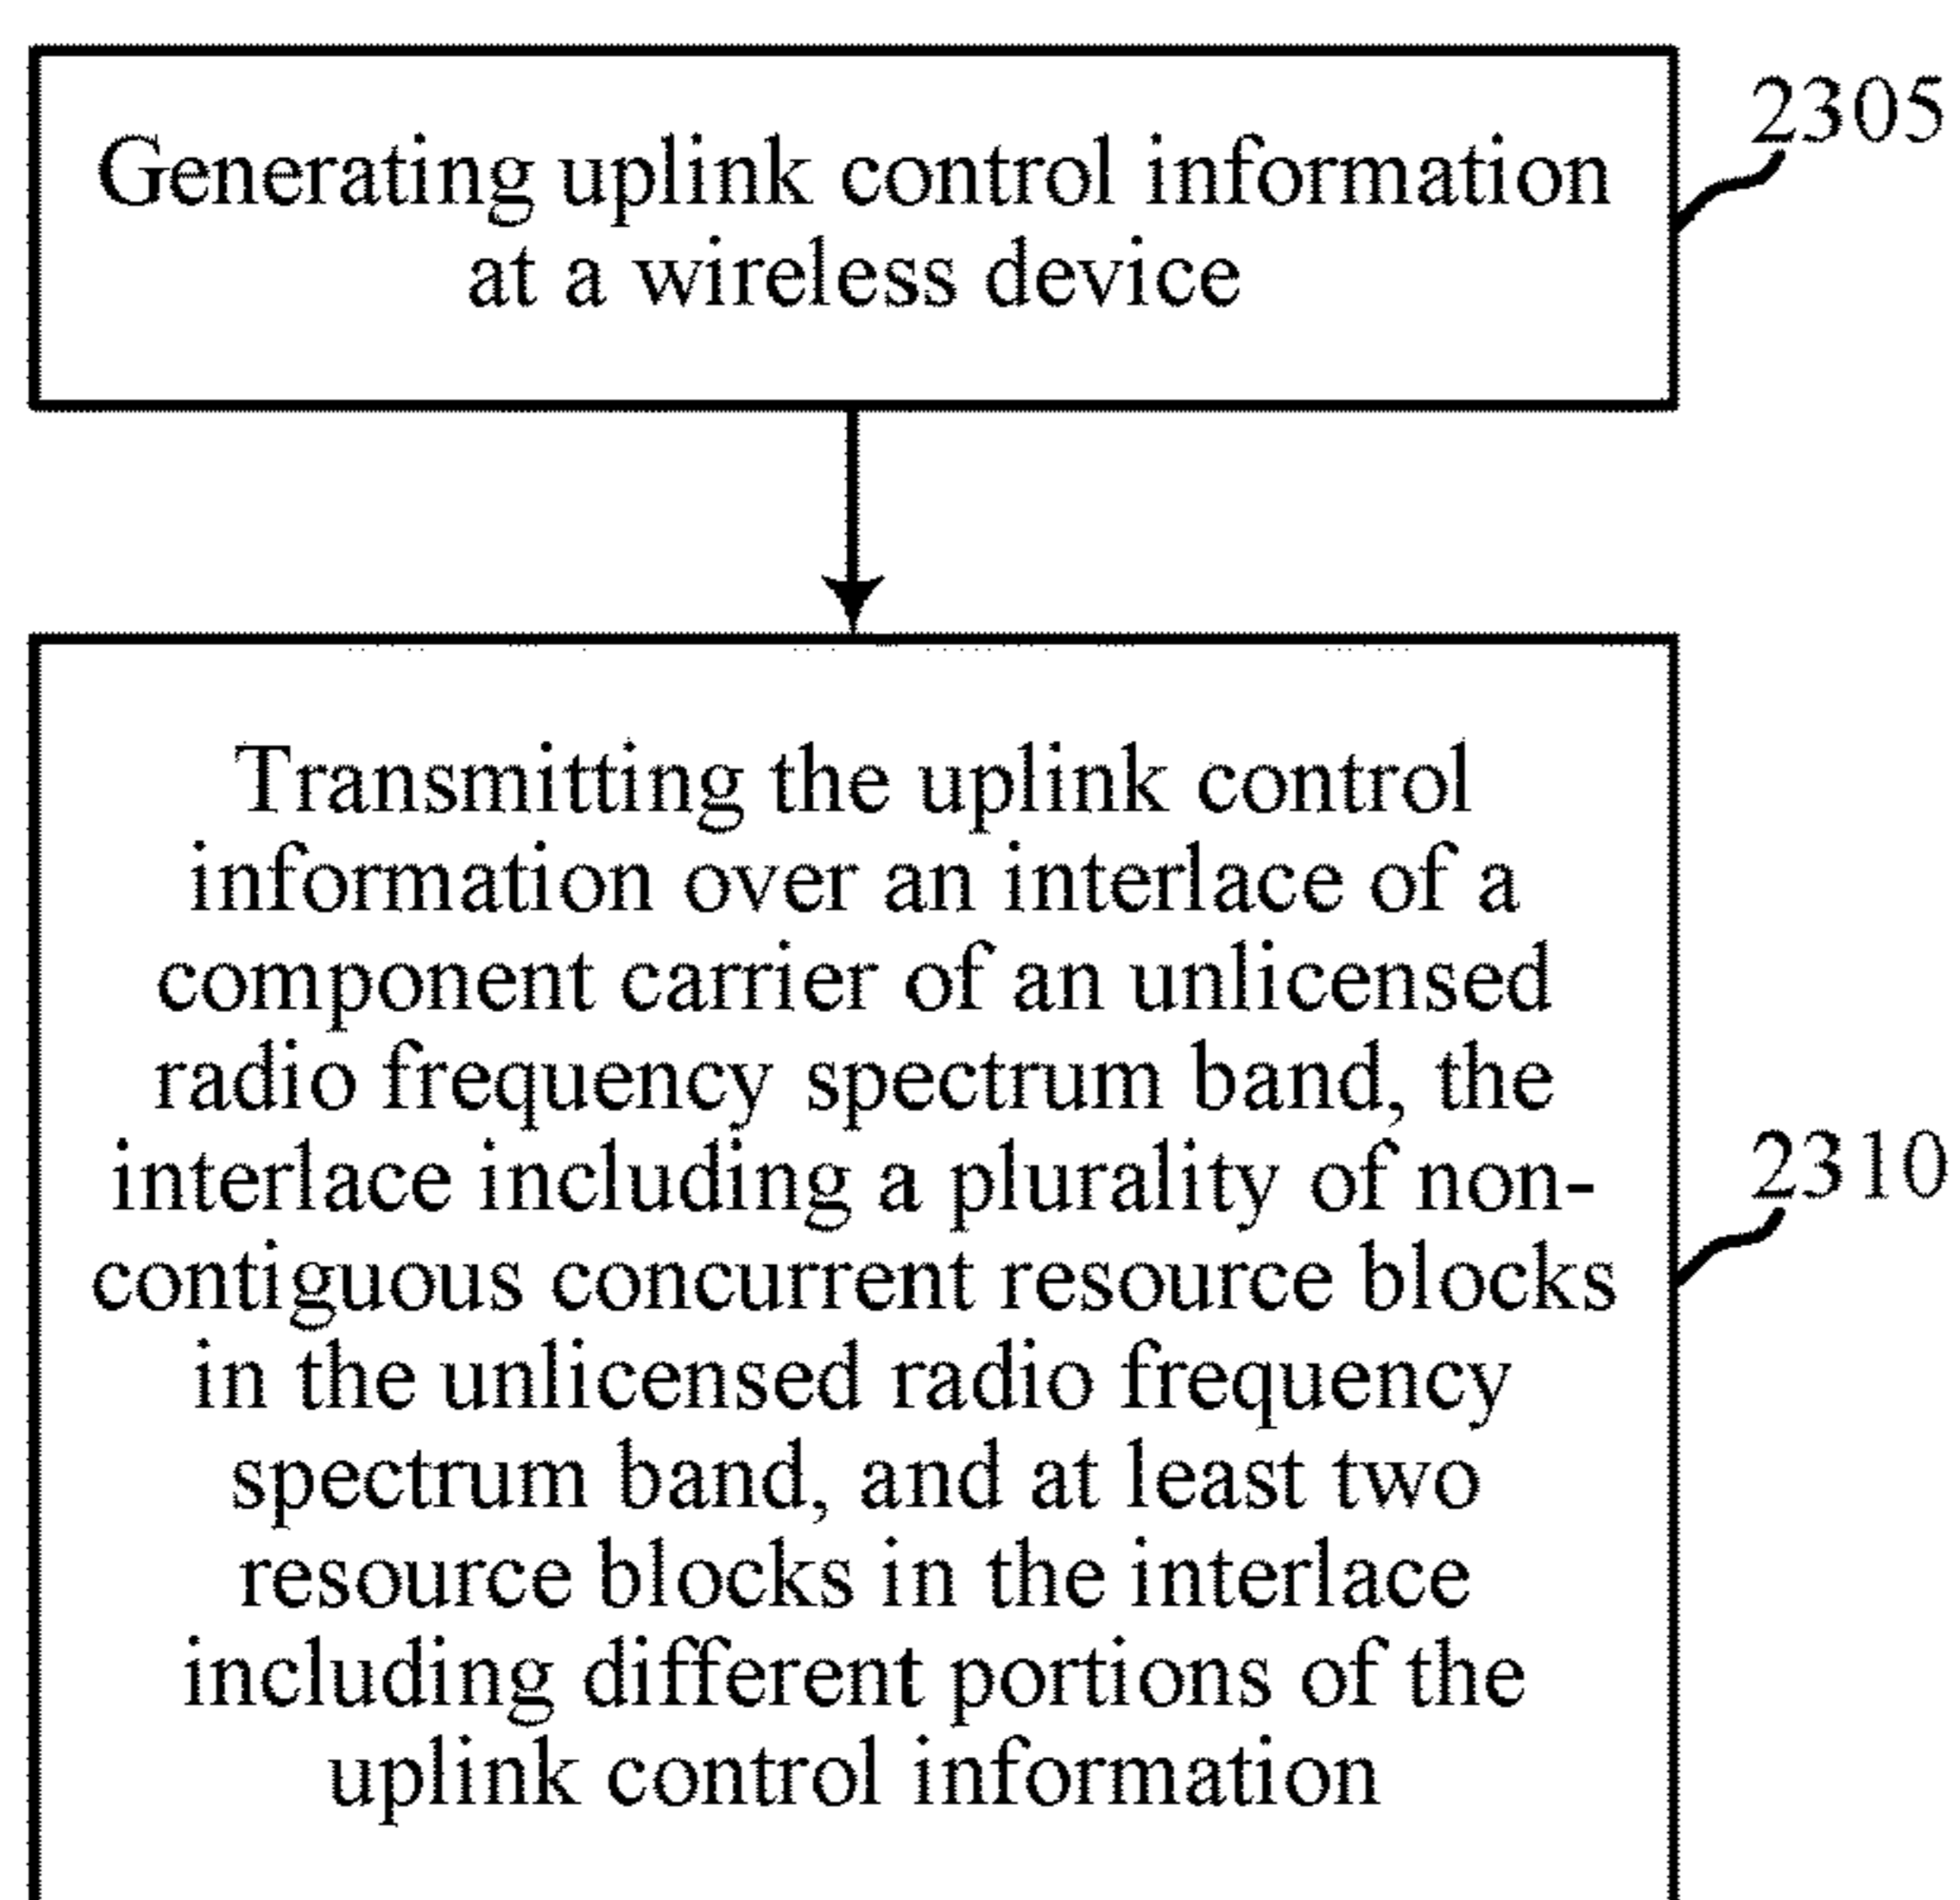 Generating uplink control information
at a wireless device
2305
Transmitting the uplink control
information over an interlace of a
component carrier of an unlicensed
radio frequency spectrum band, the
interlace including a plurality of non-
contiguous concurrent resource blocks
in the unlicensed radio frequency
spectrum band, and at least two
resource blocks in the interlace
including different portions of the
uplink control information
2310